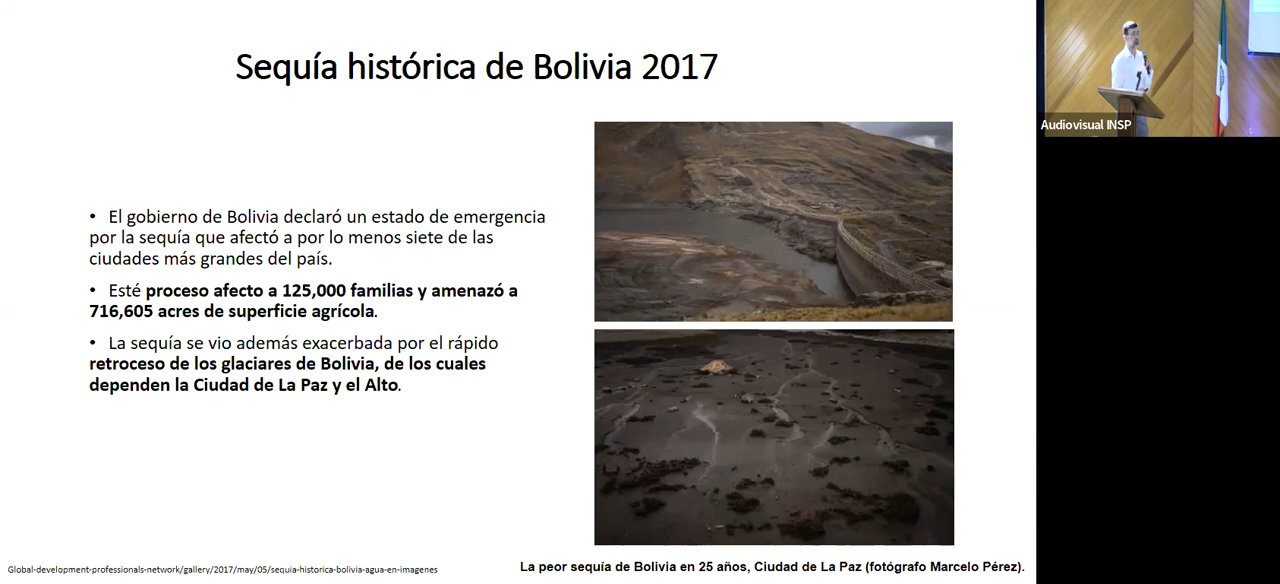 Sequía histórica de Bolivia 2017
Audiovisual INSP
• El gobierno de Bolivia declaró un estado de emergencia
por la sequía que afectó a por lo menos siete de las
ciudades más grandes del país.
• Esté proceso afecto a 125,000 familias y amenazó a
716,605 acres de superficie agrícola.
• La sequía se vio además exacerbada por el rápido
retroceso de los glaciares de Bolivia, de los cuales
dependen la Ciudad de La Paz y el Alto.
Global-development-professionals-network/gallery/2017/may/05/sequia-historica-bolivia-agua-en-imagenes
La peor sequía de Bolivia en 25 años, Ciudad de La Paz (fotógrafo Marcelo Pérez).